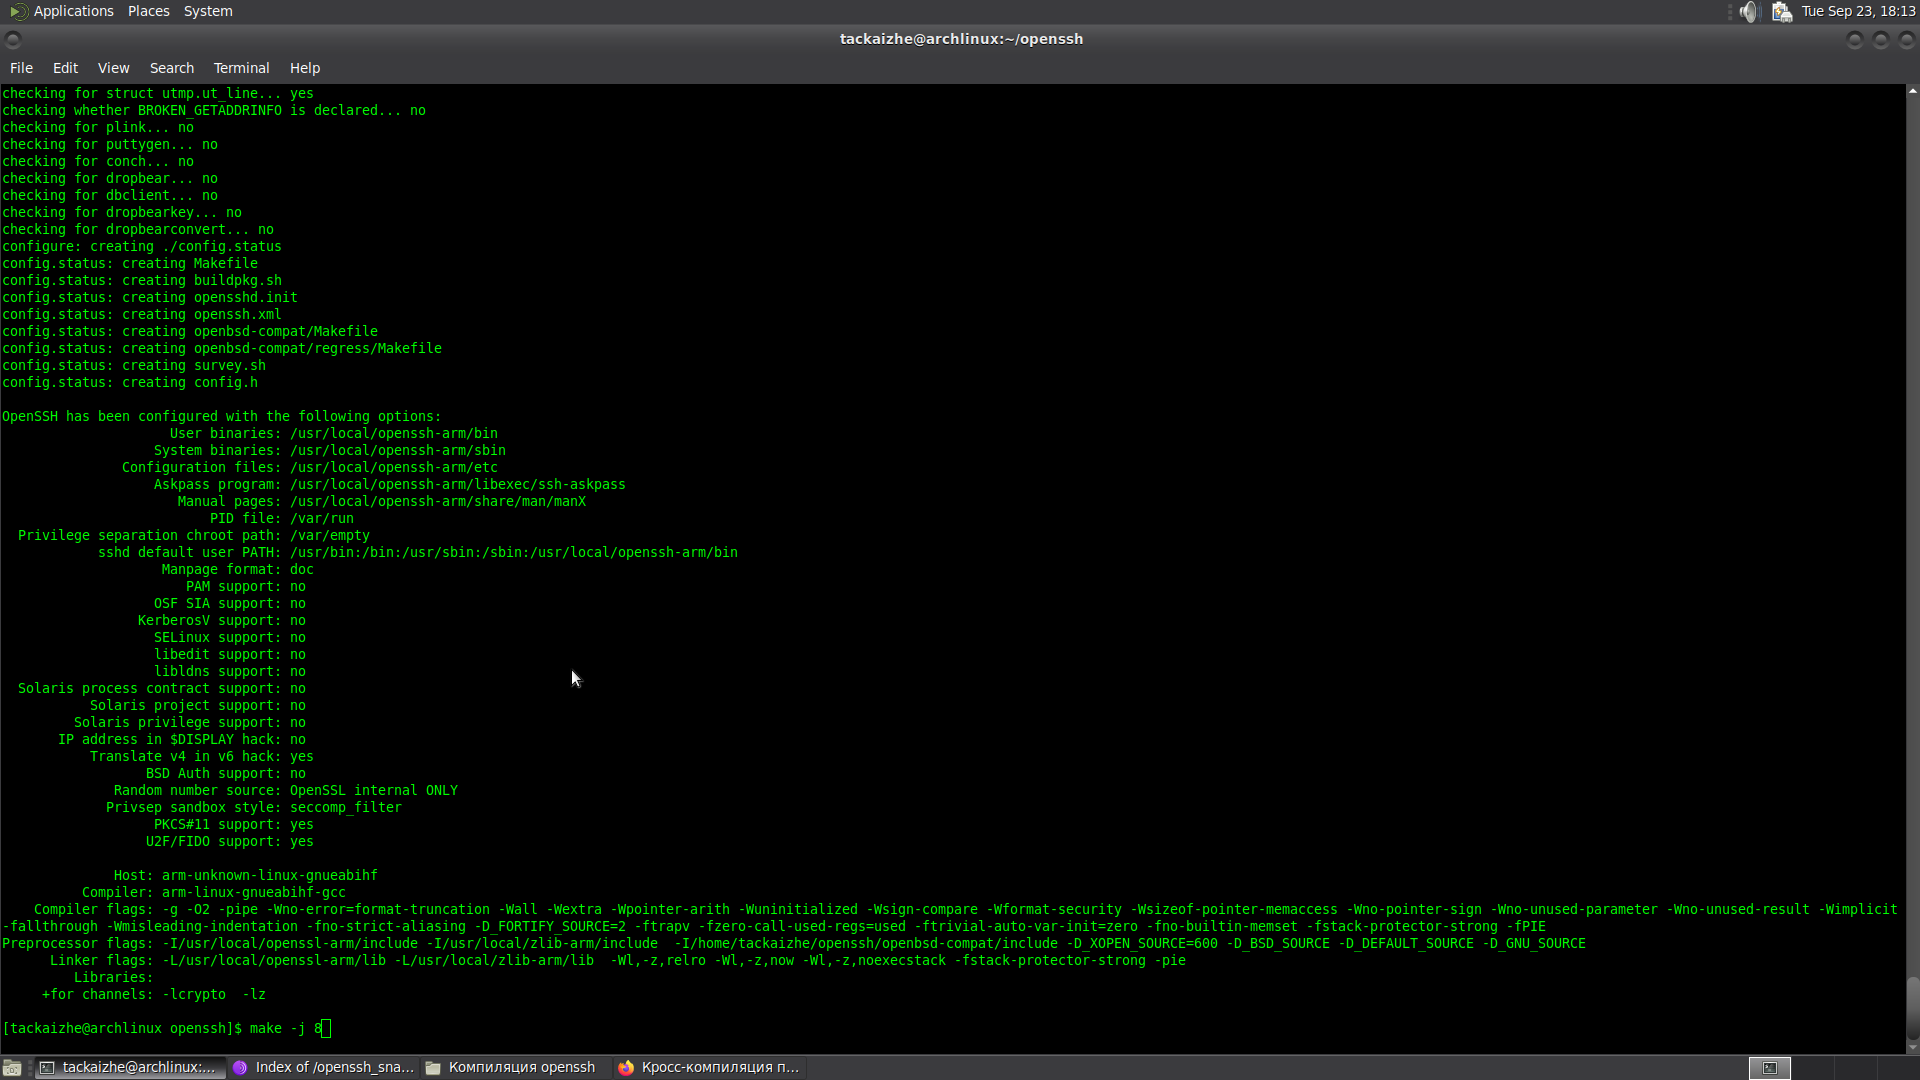 Applications Places System
Tue Sep 23, 18:13
tackaizhe@archlinux:~/openssh
File Edit View Search Terminal Help
checking for struct utmp.ut_line... yes
checking whether BROKEN_GETADDRINFO is declared... no
checking for plink... no
checking for puttygen... no
checking for conch... no
checking for dropbear... no
checking for dbclient... no
checking for dropbearkey... no
checking for dropbearconvert... no
configure: creating ./config.status
config.status: creating Makefile
config.status: creating buildpkg.sh
config.status: creating opensshd.init
config.status: creating openssh.xml
config.status: creating openbsd-compat/Makefile
config.status: creating openbsd-compat/regress/Makefile
config.status: creating survey.sh
config.status: creating config.h
OpenSSH has been configured with the following options:
User binaries: /usr/local/openssh-arm/bin
System binaries: /usr/local/openssh-arm/sbin
Configuration files: /usr/local/openssh-arm/etc
Askpass program: /usr/local/openssh-arm/libexec/ssh-askpass
Manual pages: /usr/local/openssh-arm/share/man/manX
PID file: /var/run
Privilege separation chroot path: /var/empty
sshd default user PATH: /usr/bin:/bin:/usr/sbin:/sbin:/usr/local/openssh-arm/bin
Manpage format: doc
PAM support: no
OSF SIA support: no
KerberosV support: no
SELinux support: no
libedit support: no
libldns support: no
Solaris process contract support: no
Solaris project support: no
Solaris privilege support: no
IP address in $DISPLAY hack: no
Translate v4 in v6 hack: yes
BSD Auth support: no
Random number source: OpenSSL internal ONLY
Privsep sandbox style: seccomp_filter
PKCS#11 support: yes
U2F/FIDO support: yes
Host: arm-unknown-linux-gnueabihf
Compiler: arm-linux-gnueabihf-gcc
Compiler flags: -g -O2 -pipe -Wno-error=format-truncation -Wall -Wextra -Wpointer-arith -Wuninitialized -Wsign-compare -Wformat-security -Wsizeof-pointer-memaccess -Wno-pointer-sign -Wno-unused-parameter -Wno-unused-result -Wimplicit
-fallthrough -Wmisleading-indentation -fno-strict-aliasing -D_FORTIFY_SOURCE=2 -ftrapv -fzero-call-used-regs=used -ftrivial-auto-var-init=zero -fno-builtin-memset -fstack-protector-strong -fPIE
Preprocessor flags: -I/usr/local/openssl-arm/include -I/usr/local/zlib-arm/include  -I/home/tackaizhe/openssh/openbsd-compat/include -D_XOPEN_SOURCE=600 -D_BSD_SOURCE -D_DEFAULT_SOURCE -D_GNU_SOURCE
Linker flags: -L/usr/local/openssl-arm/lib -L/usr/local/zlib-arm/lib  -Wl,-z,relro -Wl,-z,now -Wl,-z,noexecstack -fstack-protector-strong -pie
Libraries:
+for channels: -lcrypto  -lz
[tackaizhe@archlinux openssh]$ make -j 8
tackaizhe@archlinux:... Index of /openssh_sna... Компиляция openssh Кросс-компиляция п...